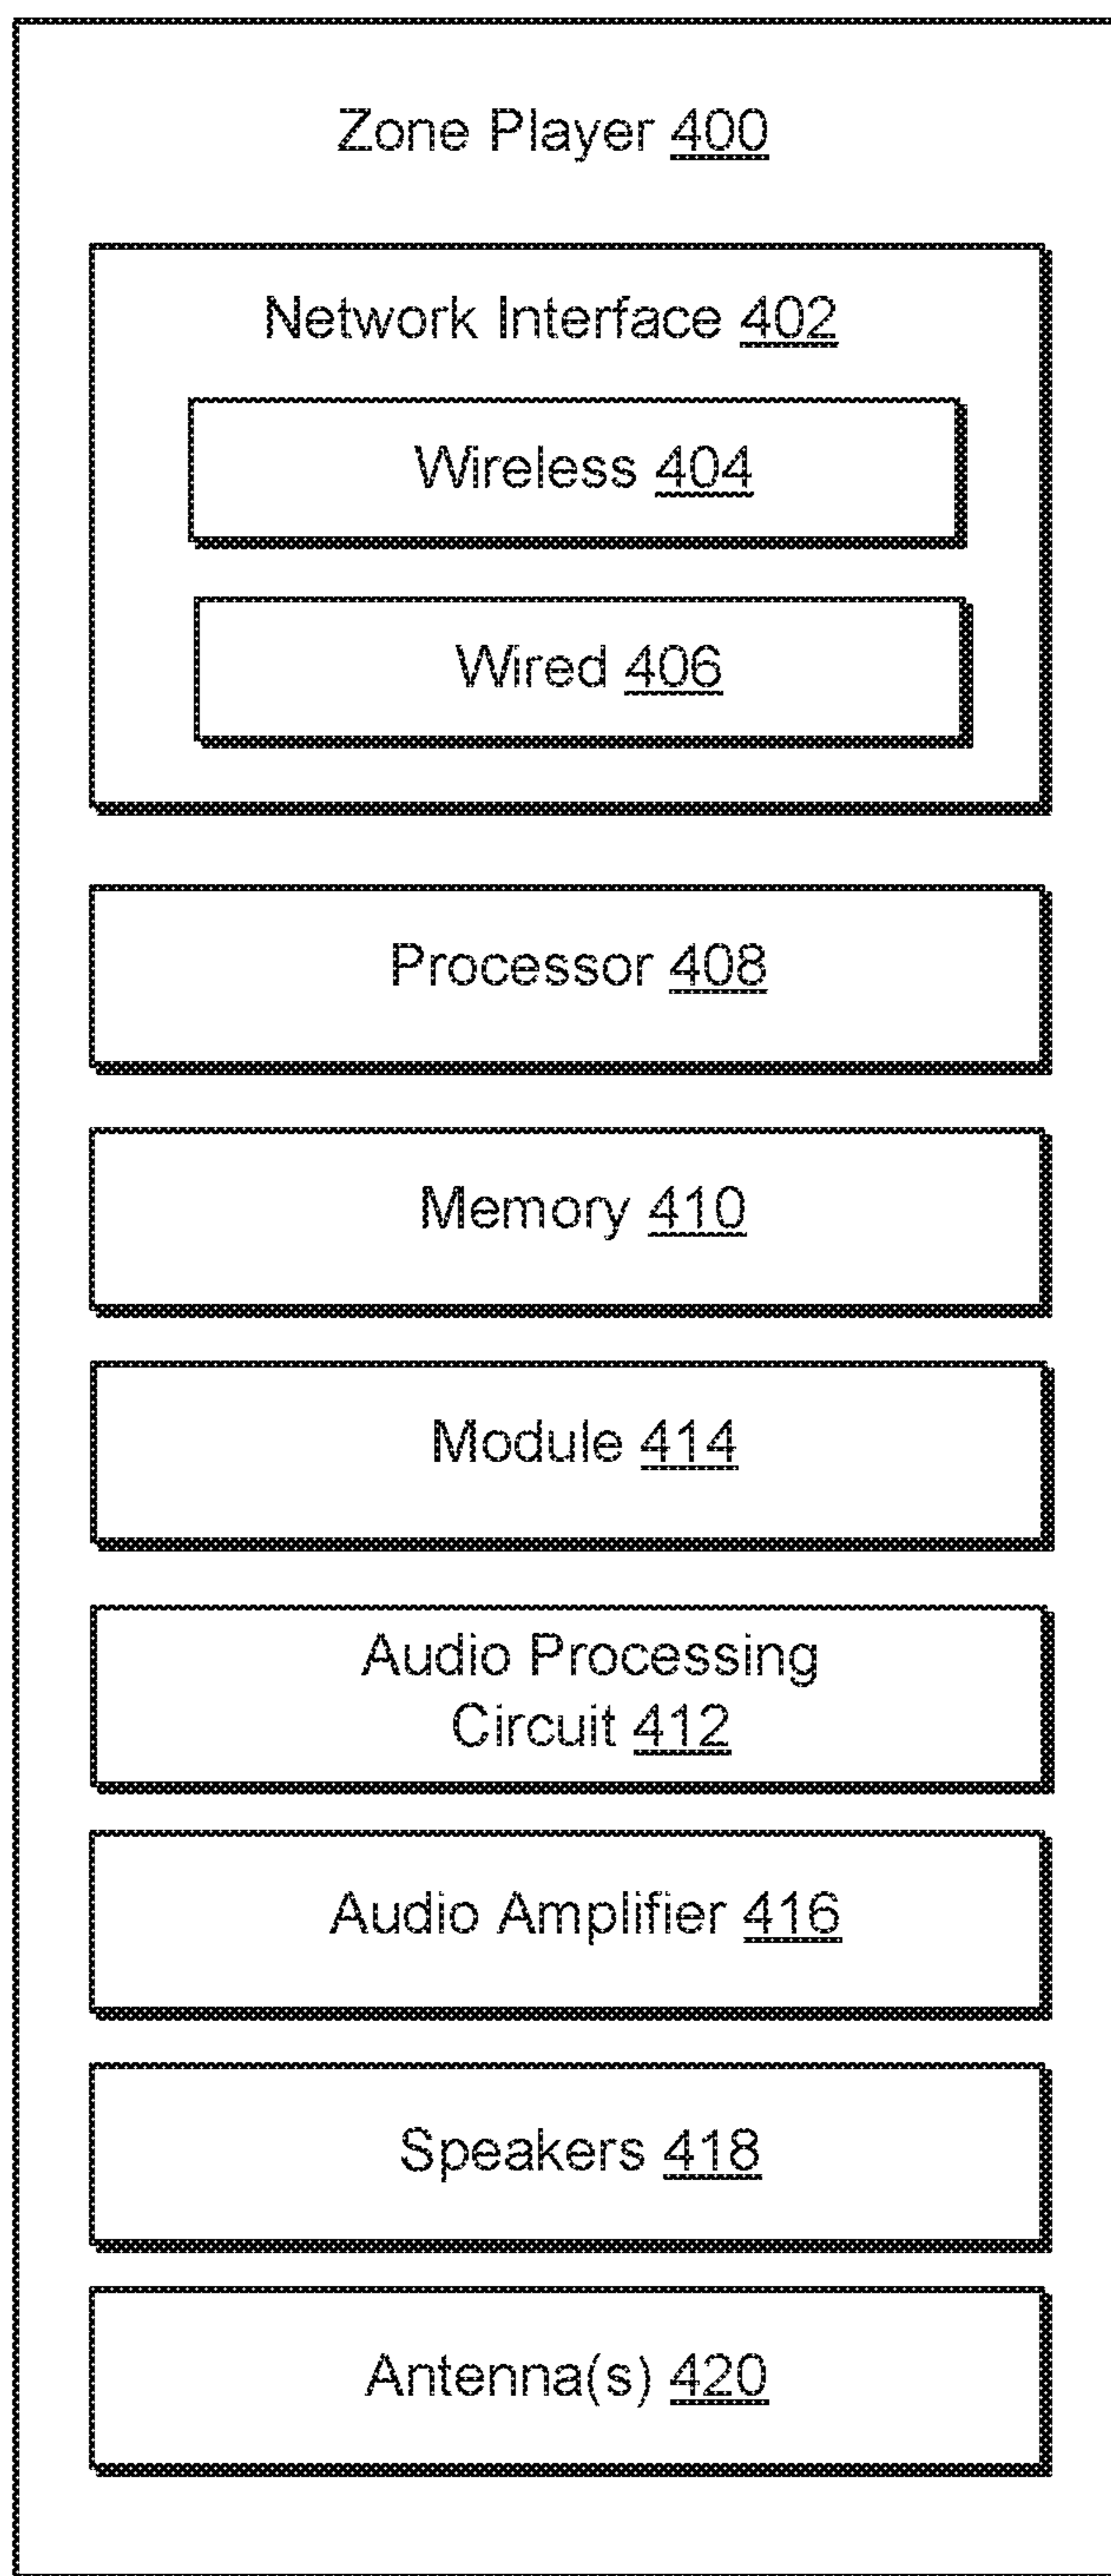 Zone Player 400
Network Interface 402
Wireless 404
Wired 406
Processor 408
Memory 410
Module 414
Audio Processing
Circuit 412
Audio Amplifier 416
Speakers 418
Antenna(s) 420